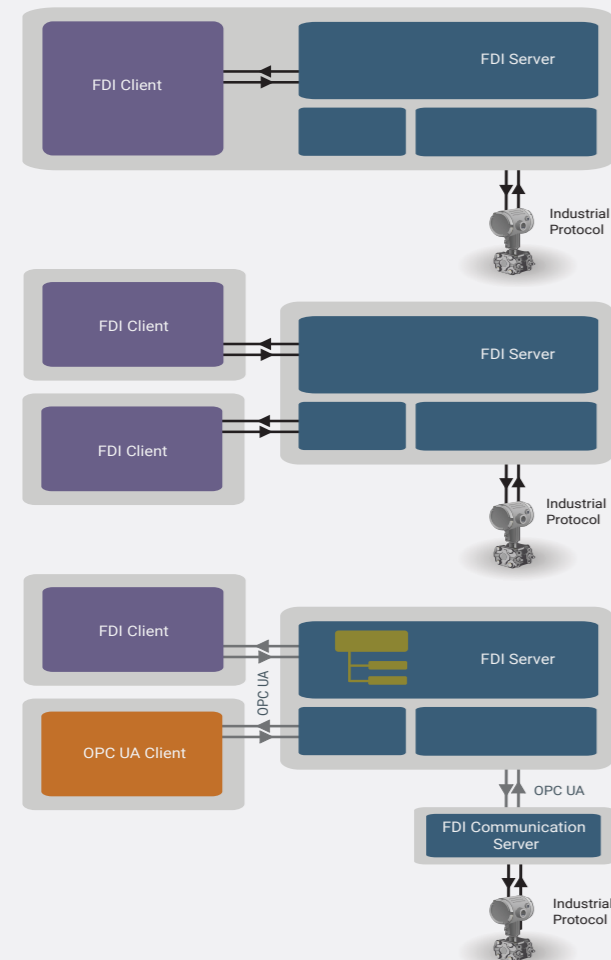 FDI Client
FDI Server
Industrial
Protocol
FDI Client
FDI Server
FDI Client
Industrial
Protocol
FDI Client
FDI Server
OPC UA
OPC UA Client
OPC UA
FDI Communication
Server
Industrial
Protocol